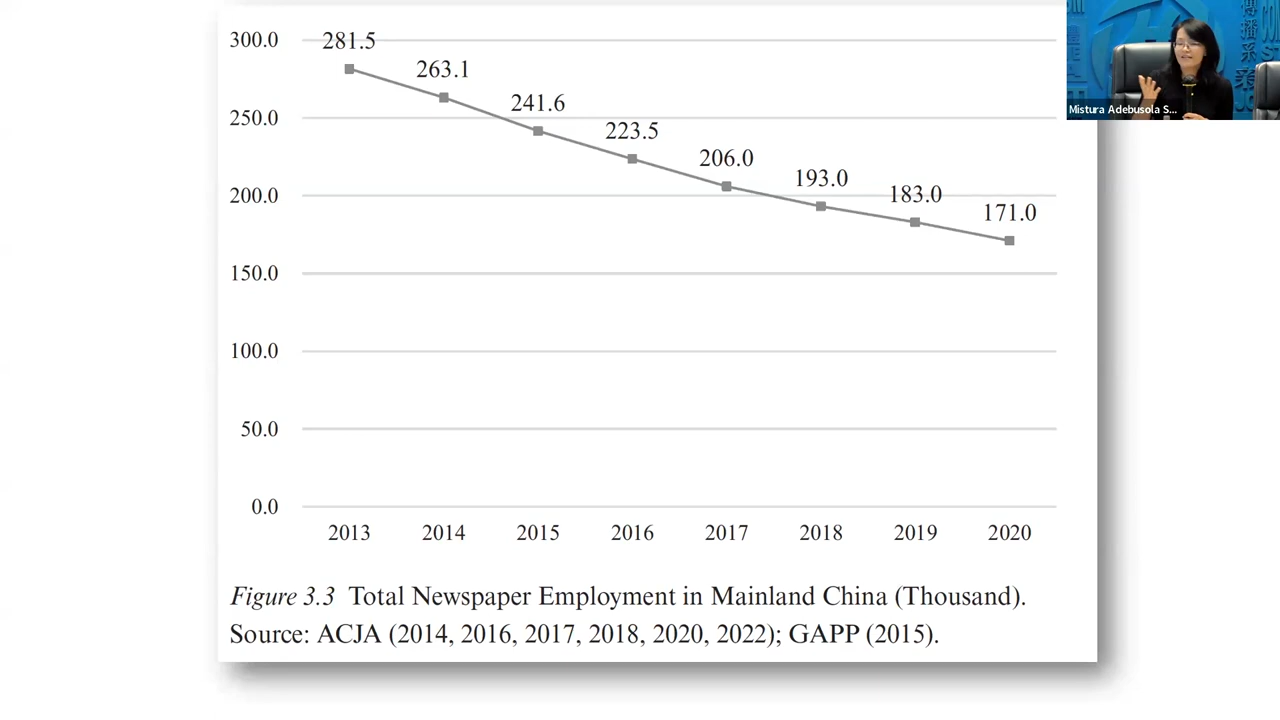 300.0
250.0
200.0
150.0
100.0
50.0
0.0
281.5
263.1
241.6
223.5
206.0
193.0
183.0
171.0
2013 2014 2015 2016 2017 2018 2019 2020
Figure 3.3 Total Newspaper Employment in Mainland China (Thousand).
Source: ACJA (2014, 2016, 2017, 2018, 2020, 2022); GAPP (2015).
Mistura Adebusola S...
傳
播
系